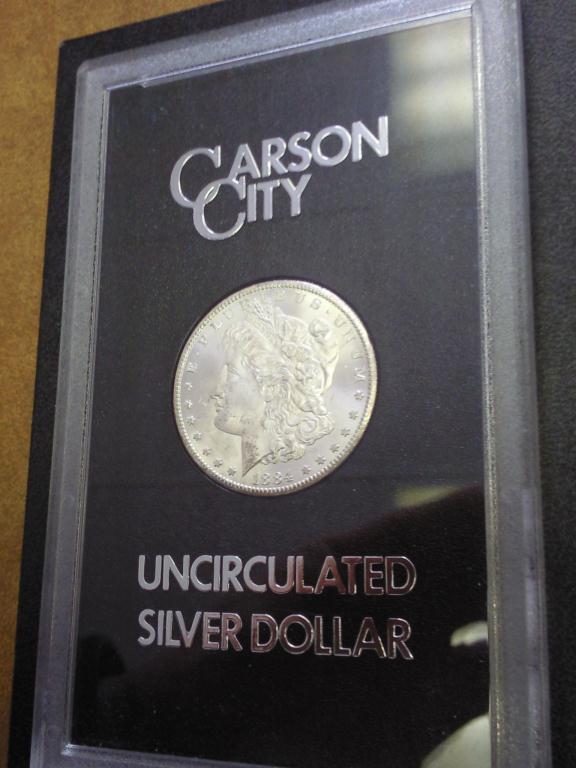 CARSON
CITY
E·PLURIBUS·UNUM
1884
UNCIRCULATED
SILVER DOLLAR